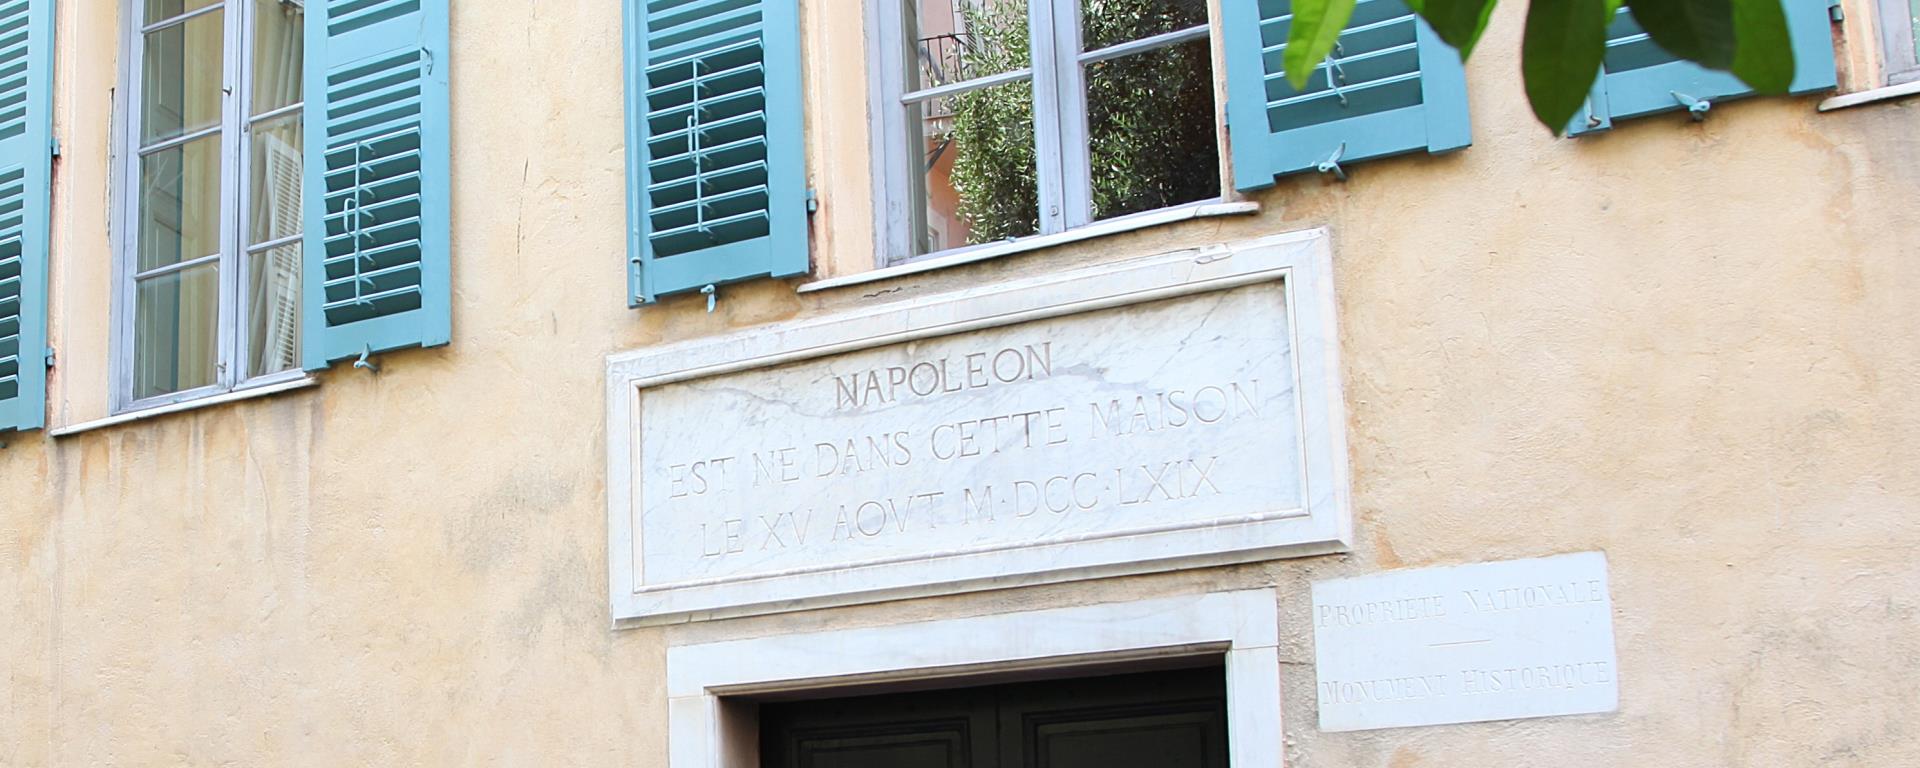 NAPOLEON
EST NE DANS CETTE MAISON
LE XV AOVT M·DCC·LXIX
PROPRIETE NATIONALE
MONUMENT HISTORIQUE